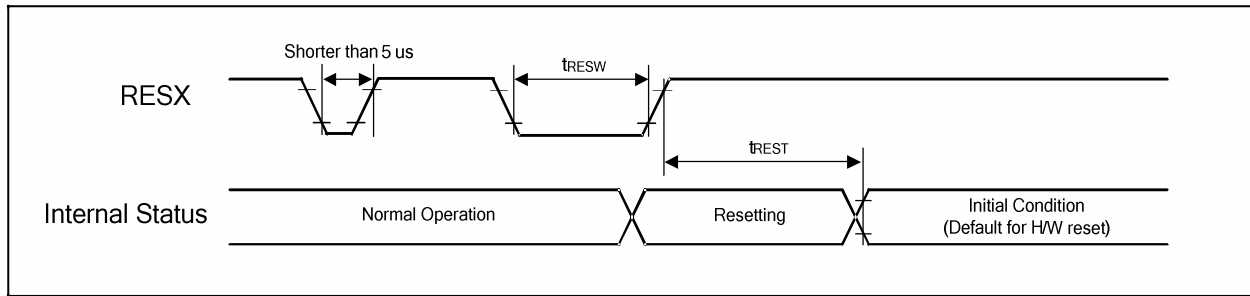 Shorter than 5 us
tRESW
RESX
tREST
Internal Status
Normal Operation
Resetting
Initial Condition
(Default for H/W reset)